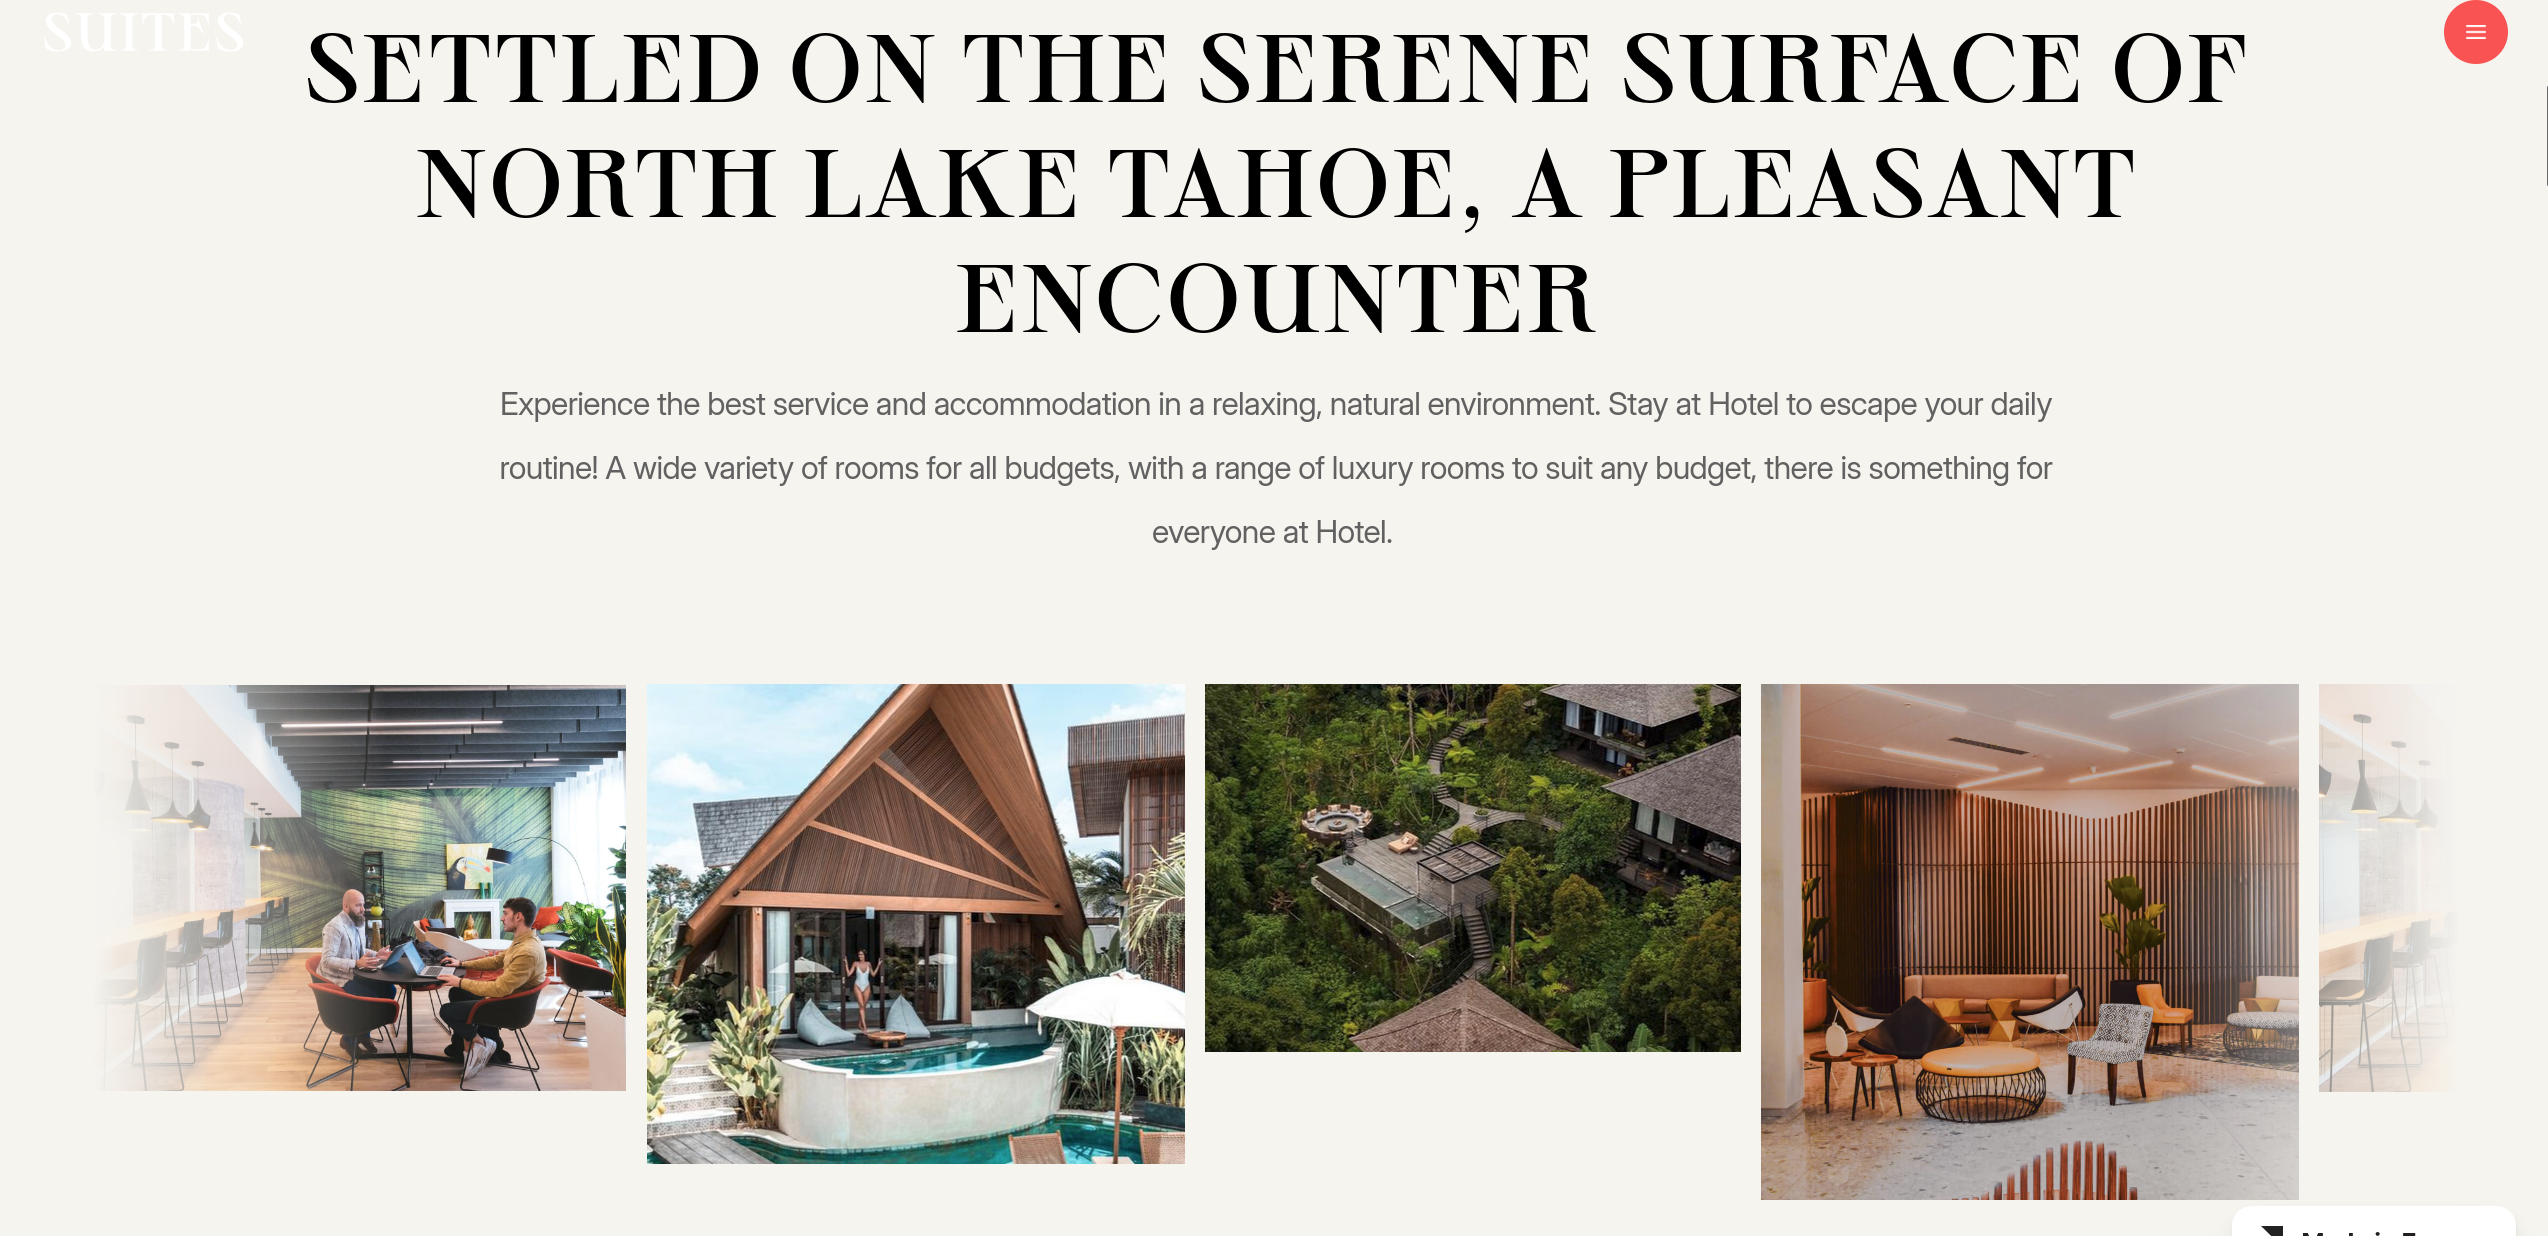 SUITES
SETTLED ON THE SERENE SURFACE OF
NORTH LAKE TAHOE, A PLEASANT
ENCOUNTER
Experience the best service and accommodation in a relaxing, natural environment. Stay at Hotel to escape your daily
routine! A wide variety of rooms for all budgets, with a range of luxury rooms to suit any budget, there is something for
everyone at Hotel.